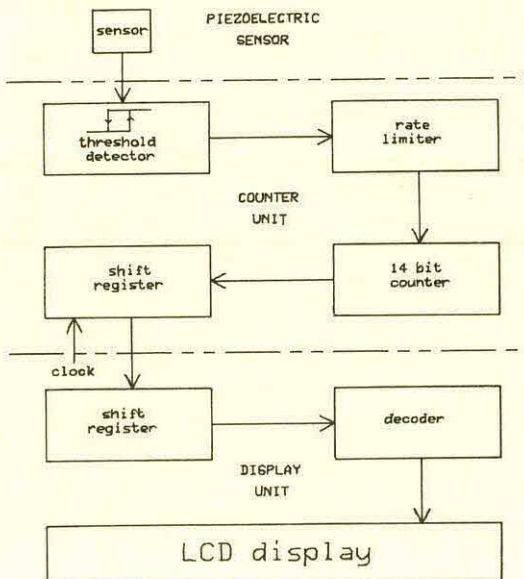 PIEZOELECTRIC
SENSOR
sensor
threshold
detector
rate
limiter
COUNTER
UNIT
shift
register
14 bit
counter
clock
shift
register
decoder
DISPLAY
UNIT
LCD display